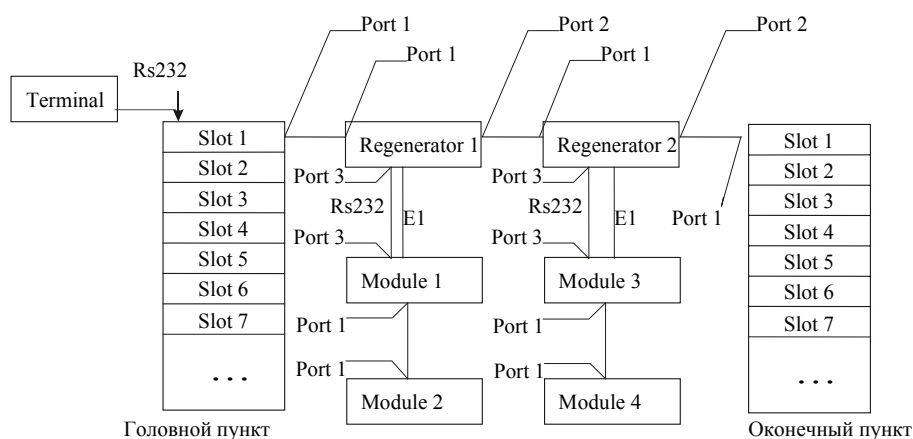 Port 1
Port 2
Port 2
Port 1
Port 1
Rs232
Terminal
Slot 1
Slot 2
Slot 3
Slot 4
Slot 5
Slot 6
Slot 7
...
Головной пункт
Regenerator 1
Port 3
Rs232
E1
Port 3
Module 1
Port 1
Port 1
Module 2
Regenerator 2
Port 3
Rs232
E1
Port 3
Module 3
Port 1
Port 1
Module 4
Port 1
Slot 1
Slot 2
Slot 3
Slot 4
Slot 5
Slot 6
Slot 7
...
Оконечный пункт